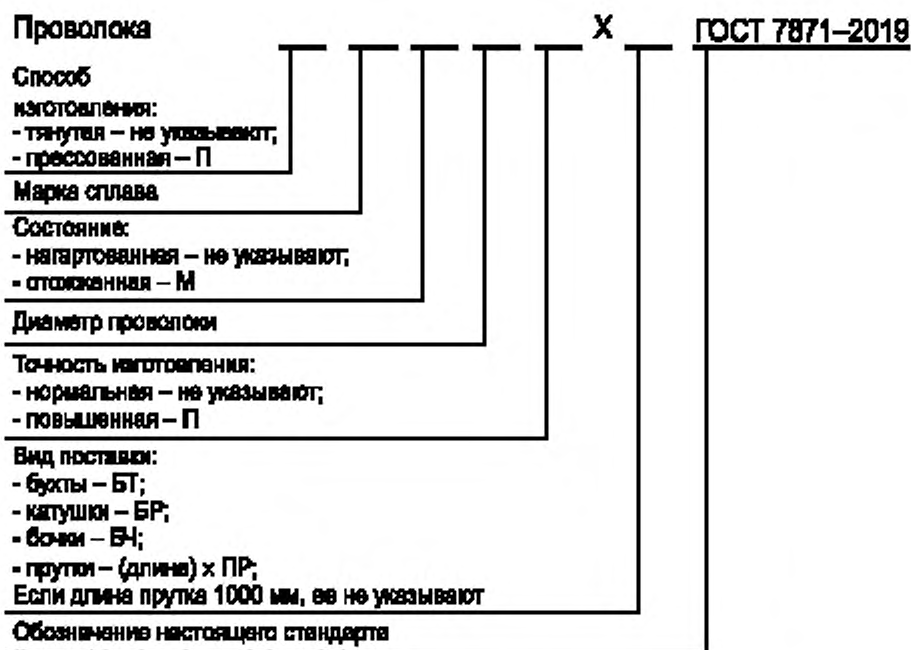 Проволока Х ГОСТ 7871–2019
Способ
изготовления:
- тянутая – не указывают;
- прессованная – П
Марка сплава
Состояние:
- нагартованная – не указывают;
- отожженная – М
Диаметр проволоки
Точность изготовления:
- нормальная – не указывают;
- повышенная – П
Вид поставки:
- бухты – БТ;
- катушки – БР;
- бочки – БЧ;
- прутки – (длина) х ПР;
Если длина прутка 1000 мм, ее не указывают
Обозначение настоящего стандарта